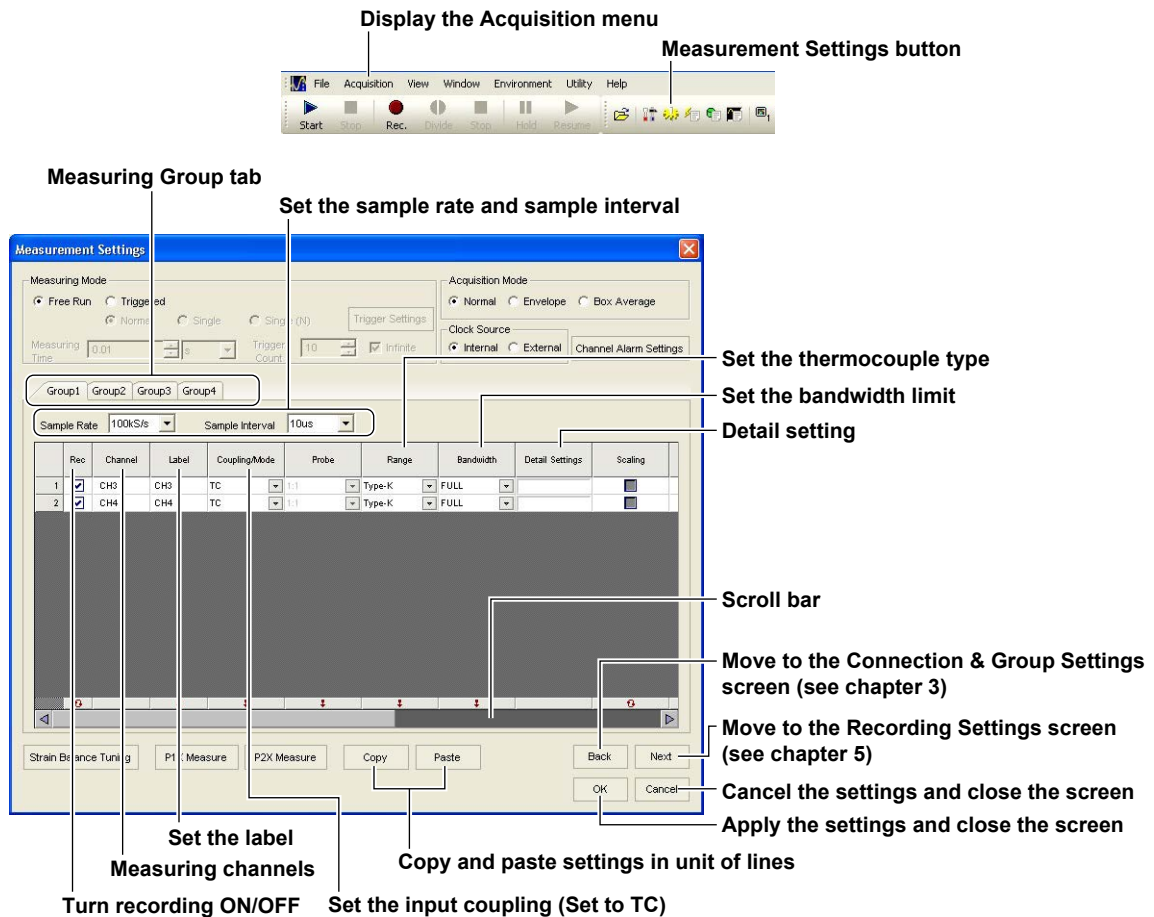 Display the Acquisition menu
Measurement Settings button
File Acquisition View Window Environment Utility Help
Start Stop Rec. Divide Stop Hold Resume
Measuring Group tab
Set the sample rate and sample interval
Measurement Settings
Measuring Mode
Free Run Triggered
Normal Single Single (N)
Trigger Settings
Measuring Time 0.01 s
Trigger Count 10 Infinite
Acquisition Mode
Normal Envelope Box Average
Clock Source
Internal External
Channel Alarm Settings
Group1 Group2 Group3 Group4
Sample Rate 100kS/s Sample Interval 10us
Rec Channel Label Coupling/Mode Probe Range Bandwidth Detail Settings Scaling
1 CH3 CH3 TC 1:1 Type-K FULL
2 CH4 CH4 TC 1:1 Type-K FULL
Strain Balance Tuning P1X Measure P2X Measure Copy Paste Back Next
OK Cancel
Set the thermocouple type
Set the bandwidth limit
Detail setting
Scroll bar
Move to the Connection & Group Settings
screen (see chapter 3)
Move to the Recording Settings screen
(see chapter 5)
Cancel the settings and close the screen
Apply the settings and close the screen
Set the label
Copy and paste settings in unit of lines
Measuring channels
Turn recording ON/OFF
Set the input coupling (Set to TC)